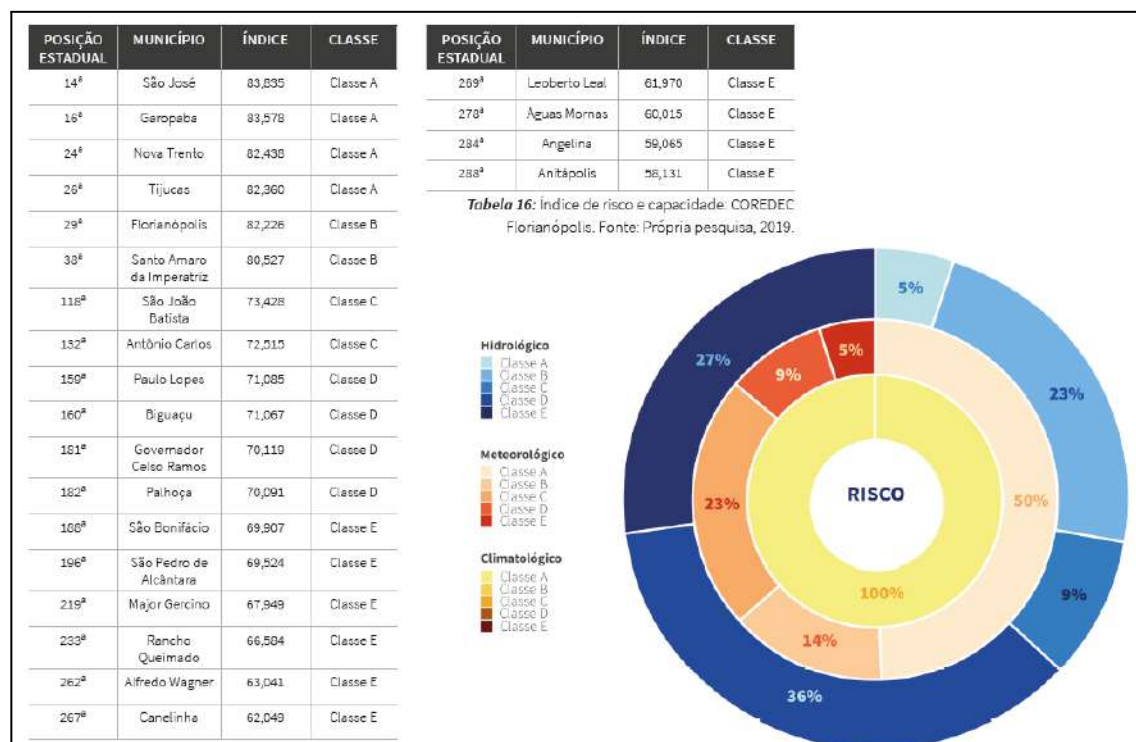 POSIÇÃO ESTADUAL MUNICÍPIO ÍNDICE CLASSE
14ª São José 83,835 Classe A
16ª Garopaba 83,578 Classe A
24ª Nova Trento 82,438 Classe A
26ª Tijucas 82,360 Classe A
29ª Florianópolis 82,226 Classe B
38ª Santo Amaro da Imperatriz 80,527 Classe B
118ª São João Batista 73,428 Classe C
132ª Antônio Carlos 72,515 Classe C
159ª Paulo Lopes 71,085 Classe D
160ª Biguaçu 71,067 Classe D
181ª Governador Celso Ramos 70,119 Classe D
182ª Palhoça 70,091 Classe D
188ª São Bonifácio 69,907 Classe E
196ª São Pedro de Alcântara 69,524 Classe E
219ª Major Gercino 67,949 Classe E
233ª Rancho Queimado 66,584 Classe E
262ª Alfredo Wagner 63,041 Classe E
267ª Canelinha 62,049 Classe E
POSIÇÃO ESTADUAL MUNICÍPIO ÍNDICE CLASSE
269ª Leoberto Leal 61,970 Classe E
278ª Águas Mornas 60,015 Classe E
284ª Angelina 59,065 Classe E
288ª Anitápolis 58,131 Classe E
Tabela 16: Índice de risco e capacidade: COREDEC
Florianópolis. Fonte: Própria pesquisa, 2019.
Hidrológico
Classe A
Classe B
Classe C
Classe D
Classe E
Meteorológico
Classe A
Classe B
Classe C
Classe D
Classe E
Climatológico
Classe A
Classe B
Classe C
Classe D
Classe E
5%
27%
5%
9%
23%
RISCO
23%
50%
100%
9%
14%
36%